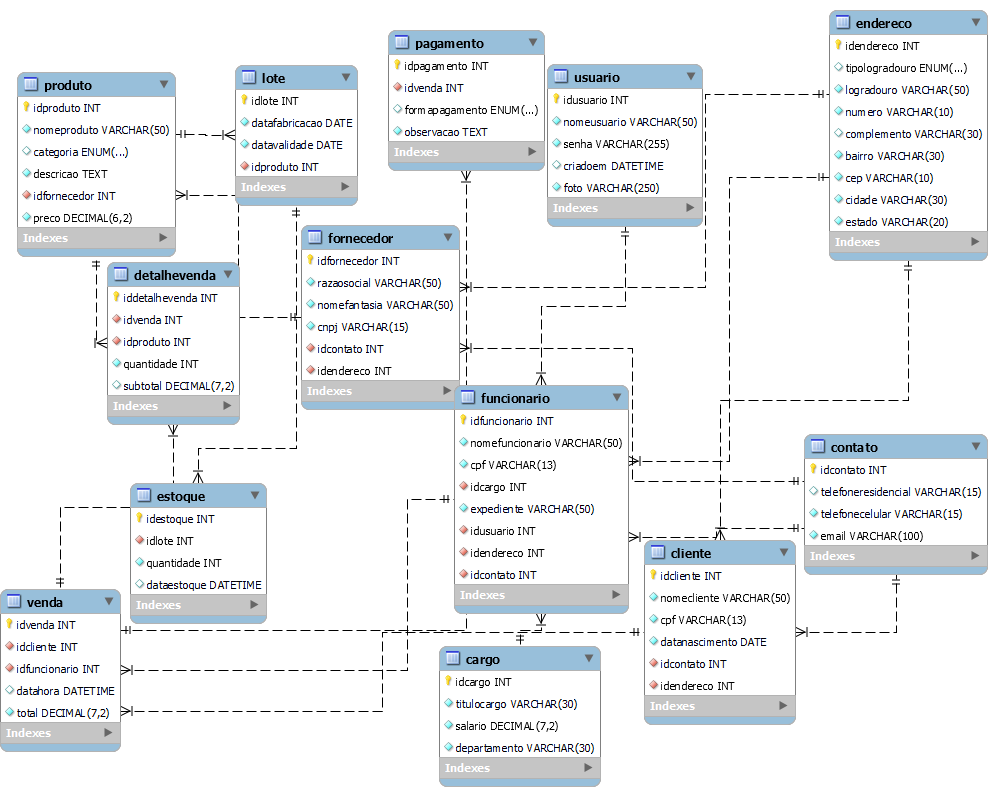 produto
idproduto INT
nomeproduto VARCHAR(50)
categoria ENUM(...)
descricao TEXT
idfornecedor INT
preco DECIMAL(6,2)
Indexes
lote
idlote INT
datafabricacao DATE
datavalidade DATE
idproduto INT
Indexes
pagamento
idpagamento INT
idvenda INT
formapagamento ENUM(...)
observacao TEXT
Indexes
usuario
idusuario INT
nomeusuario VARCHAR(50)
senha VARCHAR(255)
criadoem DATETIME
foto VARCHAR(250)
Indexes
endereco
idendereco INT
tipologradouro ENUM(...)
logradouro VARCHAR(50)
numero VARCHAR(10)
complemento VARCHAR(30)
bairro VARCHAR(30)
cep VARCHAR(10)
cidade VARCHAR(30)
estado VARCHAR(20)
Indexes
detalhevenda
iddetalhevenda INT
idvenda INT
idproduto INT
quantidade INT
subtotal DECIMAL(7,2)
Indexes
fornecedor
idfornecedor INT
razaosocial VARCHAR(50)
nomefantasia VARCHAR(50)
cnpj VARCHAR(15)
idcontato INT
idendereco INT
Indexes
funcionario
idfuncionario INT
nomefuncionario VARCHAR(50)
cpf VARCHAR(13)
idcargo INT
expediente VARCHAR(50)
idusuario INT
idendereco INT
idcontato INT
Indexes
contato
idcontato INT
telefoneresidencial VARCHAR(15)
telefonecelular VARCHAR(15)
email VARCHAR(100)
Indexes
estoque
idestoque INT
idlote INT
quantidade INT
dataestoque DATETIME
Indexes
cliente
idcliente INT
nomecliente VARCHAR(50)
cpf VARCHAR(13)
datanascimento DATE
idcontato INT
idendereco INT
Indexes
venda
idvenda INT
idcliente INT
idfuncionario INT
datahora DATETIME
total DECIMAL(7,2)
Indexes
cargo
idcargo INT
titulocargo VARCHAR(30)
salario DECIMAL(7,2)
departamento VARCHAR(30)
Indexes